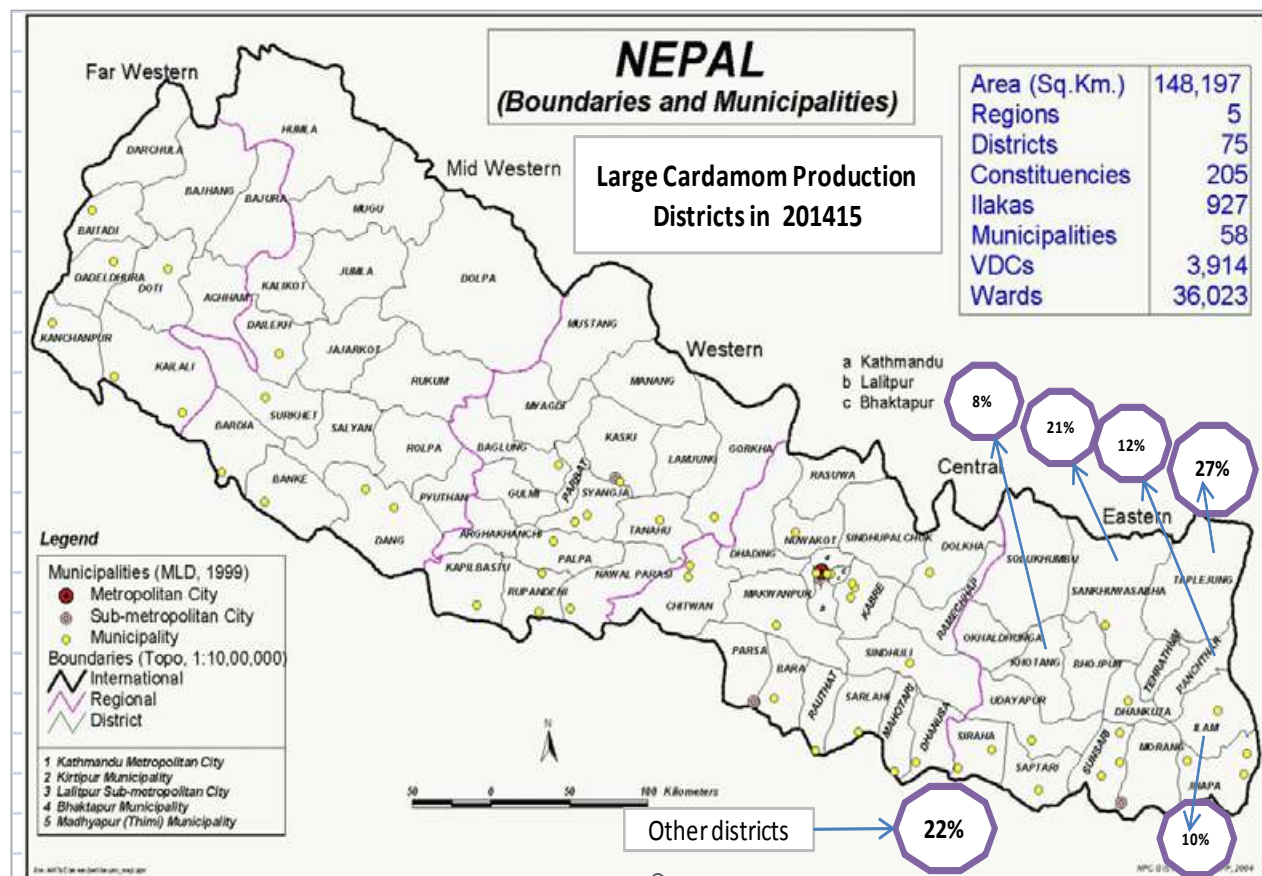 NEPAL
(Boundaries and Municipalities)
Large Cardamom Production
Districts in 201415
Area (Sq.Km.) 148,197
Regions 5
Districts 75
Constituencies 205
Ilakas 927
Municipalities 58
VDCs 3,914
Wards 36,023
Far Western
Mid Western
Western
Central
Eastern
a Kathmandu
b Lalitpur
c Bhaktapur
8%
21%
12%
27%
HUMLA
DARCHULA
BAJHANG
BAJURA
MUGU
BAITADI
DADELDHURA
DOTI
ACHHAM
KALIKOT
JUMLA
DOLPA
KANCHANPUR
KAILALI
DAILEKH
JAJARKOT
MUSTANG
RUKUM
MANANG
MYAGDI
SURKHET
BARDIA
SALYAN
ROLPA
BAGLUNG
KASKI
LAMJUNG
GORKHA
PARBAT
BANKE
PYUTHAN
GULMI
SYANGJA
RASUWA
DANG
ARGHAKHANCHI
TANAHU
NUWAKOT
SINDHUPALCHOK
DOLKHA
SOLUKHUMBU
SANKHUWASABHA
TAPLEJUNG
KAPILBASTU
PALPA
NAWAL PARASI
DHADING
RUPANDEHI
CHITWAN
MAKWANPUR
a
c
b
KABRE
RAMECHHAP
OKHALDHUNGA
KHOTANG
BHOJPUR
TEHRATHUM
PANCHTHAR
PARSA
BARA
RAUTHAT
SARLAHI
SINDHULI
MAHOTARI
DHANUSA
UDAYAPUR
DHANKUTA
SIRAHA
SAPTARI
SUNSARI
MORANG
ILAM
JHAPA
Legend
Municipalities (MLD, 1999)
Metropolitan City
Sub-metropolitan City
Municipality
Boundaries (Topo, 1:10,00,000)
International
Regional
District
1 Kathmandu Metropolitan City
2 Kirtipur Municipality
3 Lalitpur Sub-metropolitan City
4 Bhaktapur Municipality
5 Madhyapur (Thimi) Municipality
N
50 0 50 100 Kilometers
Other districts
22%
10%